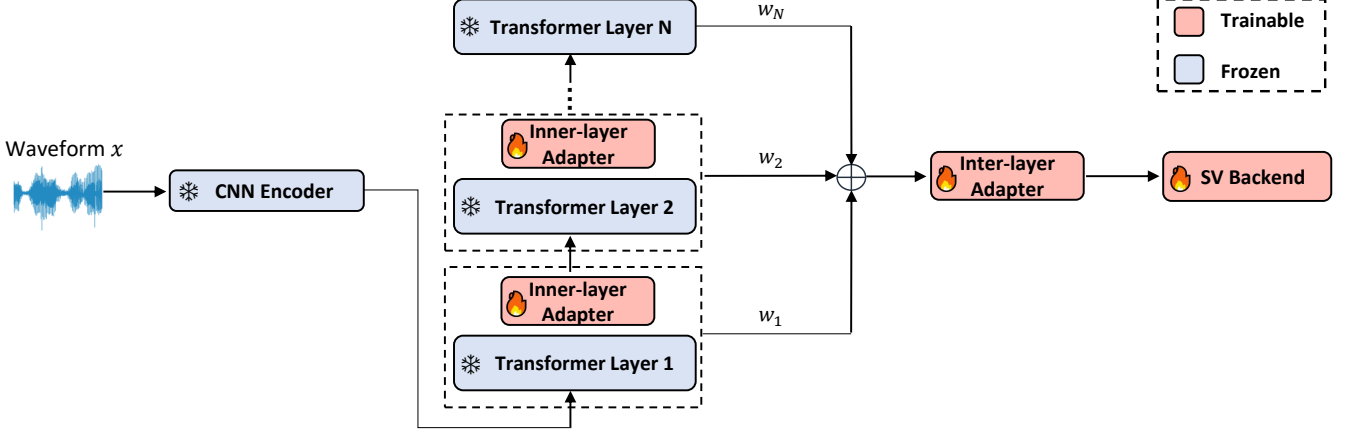 Transformer Layer N
w_N
Trainable
Frozen
Inner-layer
Adapter
Waveform x
w_2
Inter-layer
Adapter
SV Backend
CNN Encoder
Transformer Layer 2
Inner-layer
Adapter
w_1
Transformer Layer 1